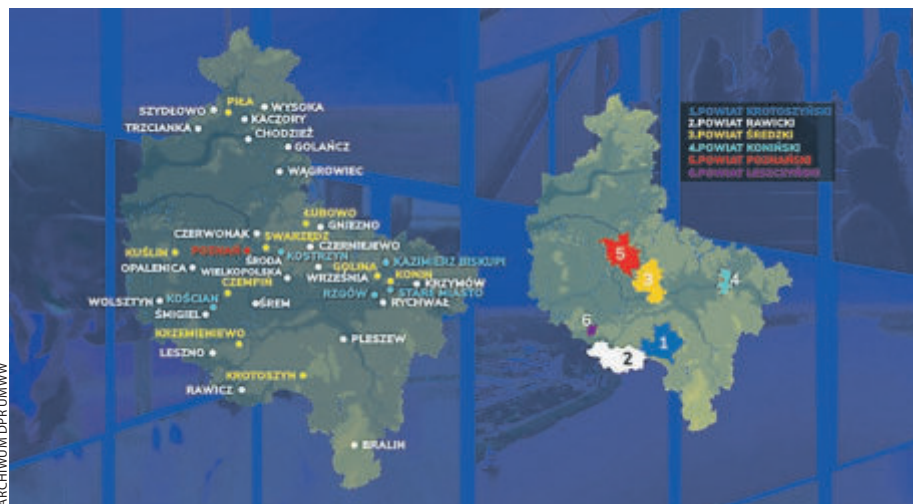 SZYDŁOWO
PIŁA
WYSOKA
KACZORY
TRZCIANKA
CHODZIEŻ
GOŁAŃCZ
WĄGROWIEC
ŁUBOWO
GNIEZNO
CZERWONAK
SWARZĘDZ
CZERNIEJEWO
KUŚLIN
POZNAŃ
ŚRODA
WIELKOPOLSKA
KOSTRZYN
KAZIMIERZ BISKUPI
OPALENICA
WRZEŚNIA
GOLINA
KONIN
KRZYMÓW
CZEMPIŃ
RZGÓW
STARE MIASTO
WOLSZTYN
KOŚCIAN
ŚREM
RYCHWAŁ
ŚMIGIEL
KRZEMIENIEWO
PLESZEW
LESZNO
KROTOSZYN
RAWICZ
BRALIN
1.POWIAT KROTOSZYŃSKI
2.POWIAT RAWICKI
3.POWIAT ŚREDZKI
4.POWIAT KONIŃSKI
5.POWIAT POZNAŃSKI
6.POWIAT LESZCZYŃSKI
5
3
4
6
1
2
ARCHIWUM DPR UMWW